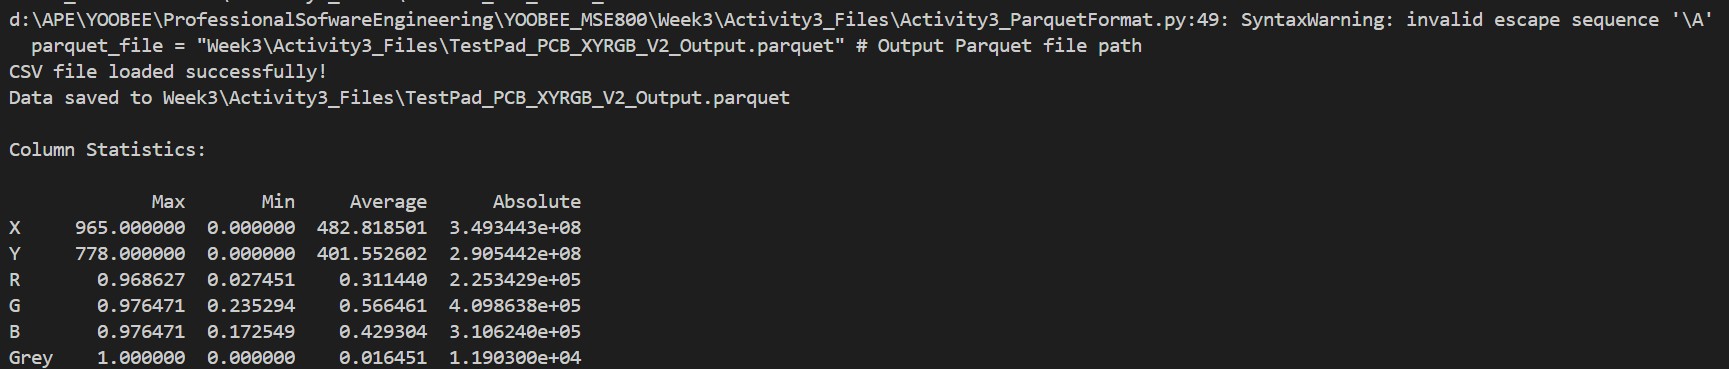 d:\APE\YOOBEE\ProfessionalSofwareEngineering\YOOBEE_MSE800\Week3\Activity3_Files\Activity3_ParquetFormat.py:49: SyntaxWarning: invalid escape sequence '\A'
  parquet_file = "Week3\Activity3_Files\TestPad_PCB_XYRGB_V2_Output.parquet" # Output Parquet file path
CSV file loaded successfully!
Data saved to Week3\Activity3_Files\TestPad_PCB_XYRGB_V2_Output.parquet
Column Statistics:
             Max       Min     Average      Absolute
X     965.000000  0.000000  482.818501  3.493443e+08
Y     778.000000  0.000000  401.552602  2.905442e+08
R       0.968627  0.027451    0.311440  2.253429e+05
G       0.976471  0.235294    0.566461  4.098638e+05
B       0.976471  0.172549    0.429304  3.106240e+05
Grey    1.000000  0.000000    0.016451  1.190300e+04